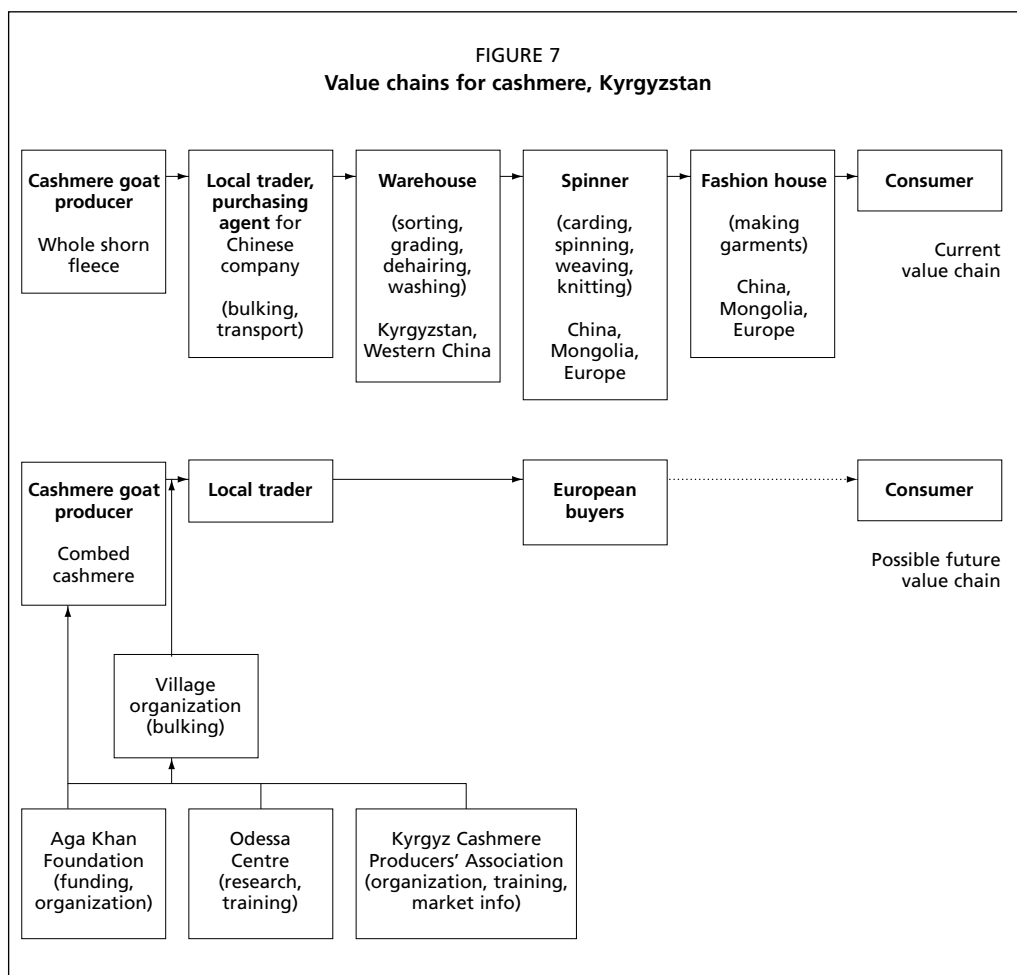 FIGURE 7
Value chains for cashmere, Kyrgyzstan
Cashmere goat
producer
Whole shorn
fleece
Local trader,
purchasing
agent for
Chinese
company
(bulking,
transport)
Warehouse
(sorting,
grading,
dehairing,
washing)
Kyrgyzstan,
Western China
Spinner
(carding,
spinning,
weaving,
knitting)
China,
Mongolia,
Europe
Fashion house
(making
garments)
China,
Mongolia,
Europe
Consumer
Current
value chain
Cashmere goat
producer
Combed
cashmere
Local trader
European
buyers
Consumer
Possible future
value chain
Village
organization
(bulking)
Aga Khan
Foundation
(funding,
organization)
Odessa
Centre
(research,
training)
Kyrgyz Cashmere
Producers’ Association
(organization, training,
market info)